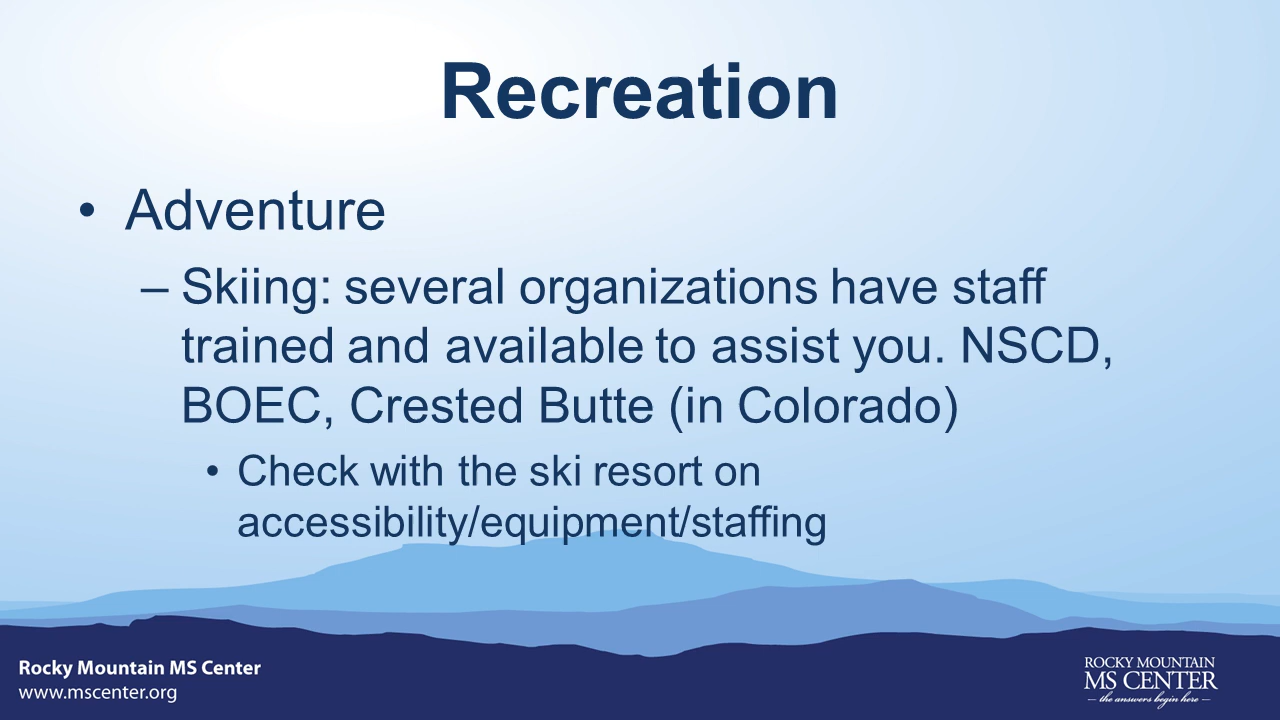 Recreation
• Adventure
– Skiing: several organizations have staff
trained and available to assist you. NSCD,
BOEC, Crested Butte (in Colorado)
• Check with the ski resort on
accessibility/equipment/staffing
Rocky Mountain MS Center
www.mscenter.org
ROCKY MOUNTAIN
MS CENTER
— the answers begin here —